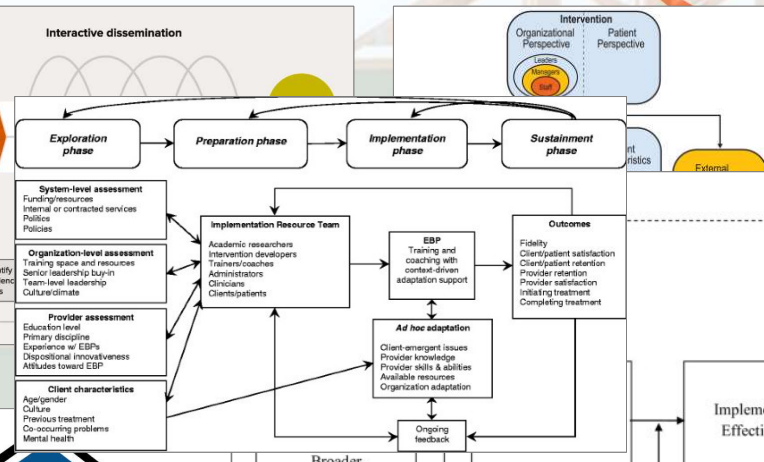 Interactive dissemination
Intervention
Organizational
Perspective
Patient
Perspective
Leaders
Managers
Staff
External
Exploration
phase
Preparation phase
Implementation
phase
Sustainment
phase
System-level assessment
Funding/resources
Internal or contracted services
Politics
Policies
Organization-level assessment
Training space and resources
Senior leadership buy-in
Team-level leadership
Culture/climate
Provider assessment
Education level
Primary discipline
Experience w/ EBPs
Dispositional innovativeness
Attitudes toward EBP
Client characteristics
Age/gender
Culture
Previous treatment
Co-occurring problems
Mental health
Implementation Resource Team
Academic researchers
Intervention developers
Trainers/coaches
Administrators
Clinicians
Clients/patients
EBP
Training and
coaching with
context-driven
adaptation support
Ad hoc adaptation
Client-emergent issues
Provider knowledge
Provider skills & abilities
Available resources
Organization adaptation
Ongoing
feedback
Outcomes
Fidelity
Client/patient satisfaction
Client/patient retention
Provider retention
Provider satisfaction
Initiating treatment
Completing treatment
Broader